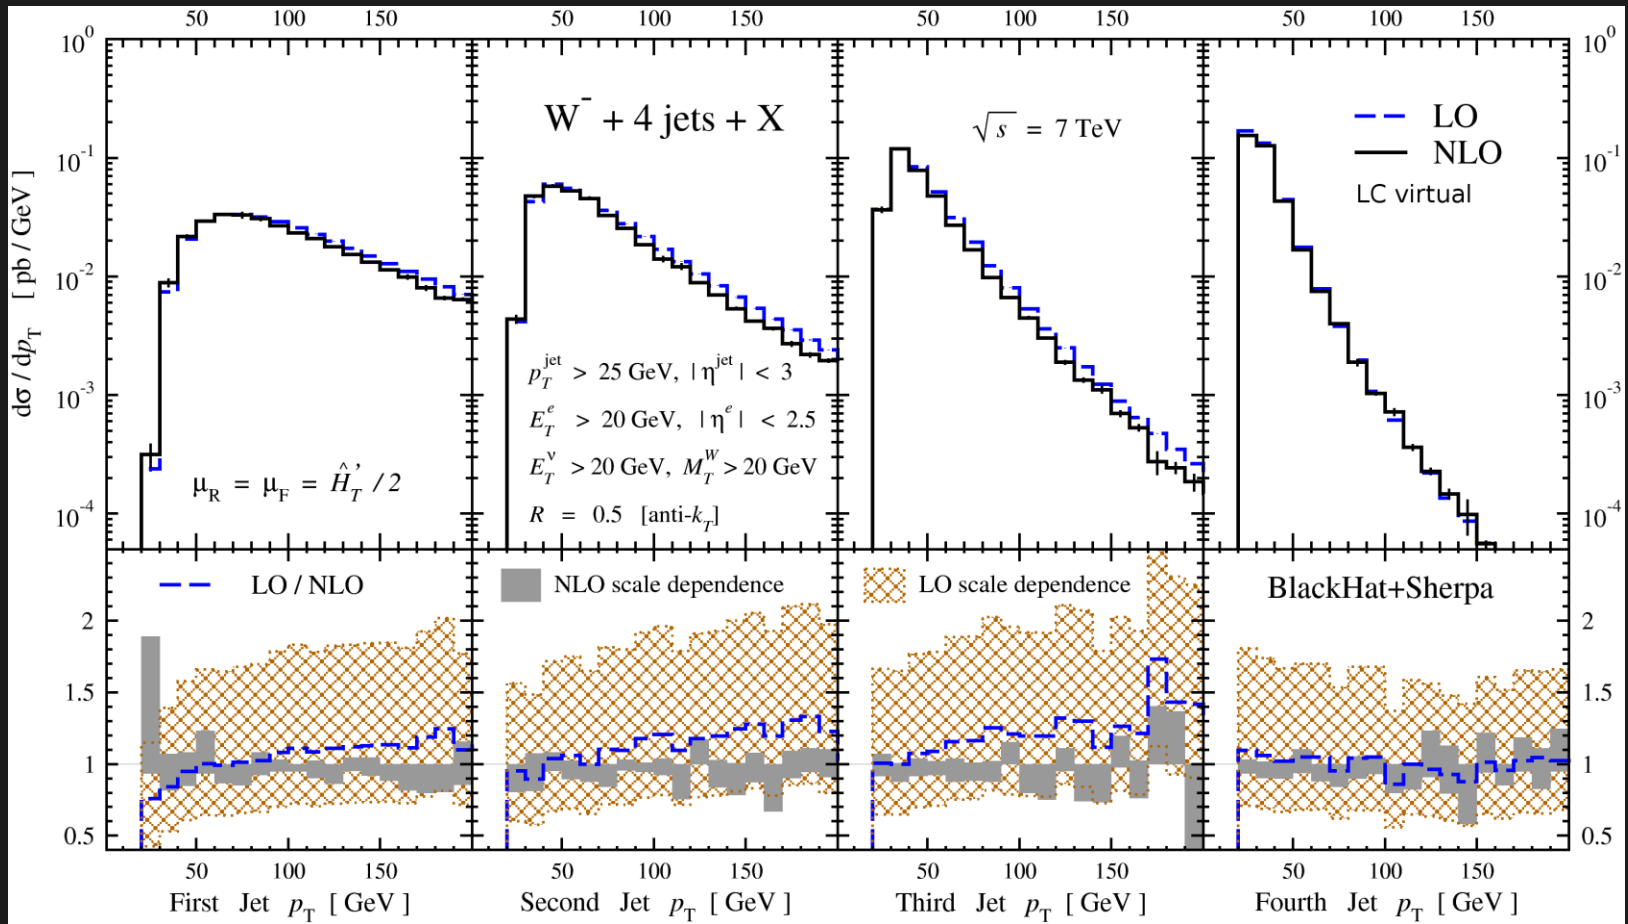 50 100 150 50 100 150 50 100 150 50 100 150
10^0 10^0
W^- + 4 jets + X
√s = 7 TeV
LO
NLO
LC virtual
10^-1 10^-1
10^-2 10^-2
10^-3 10^-3
10^-4 10^-4
dσ / dp_T [ pb / GeV ]
μ_R = μ_F = Ĥ_T' / 2
p_T^jet > 25 GeV, | η^jet | < 3
E_T^e > 20 GeV, | η^e | < 2.5
E_T^ν > 20 GeV, M_T^W > 20 GeV
R = 0.5 [anti-k_T]
LO / NLO
NLO scale dependence
LO scale dependence
BlackHat+Sherpa
2 2
1.5 1.5
1 1
0.5 0.5
50 100 150 50 100 150 50 100 150 50 100 150
First Jet p_T [ GeV ] Second Jet p_T [ GeV ] Third Jet p_T [ GeV ] Fourth Jet p_T [ GeV ]